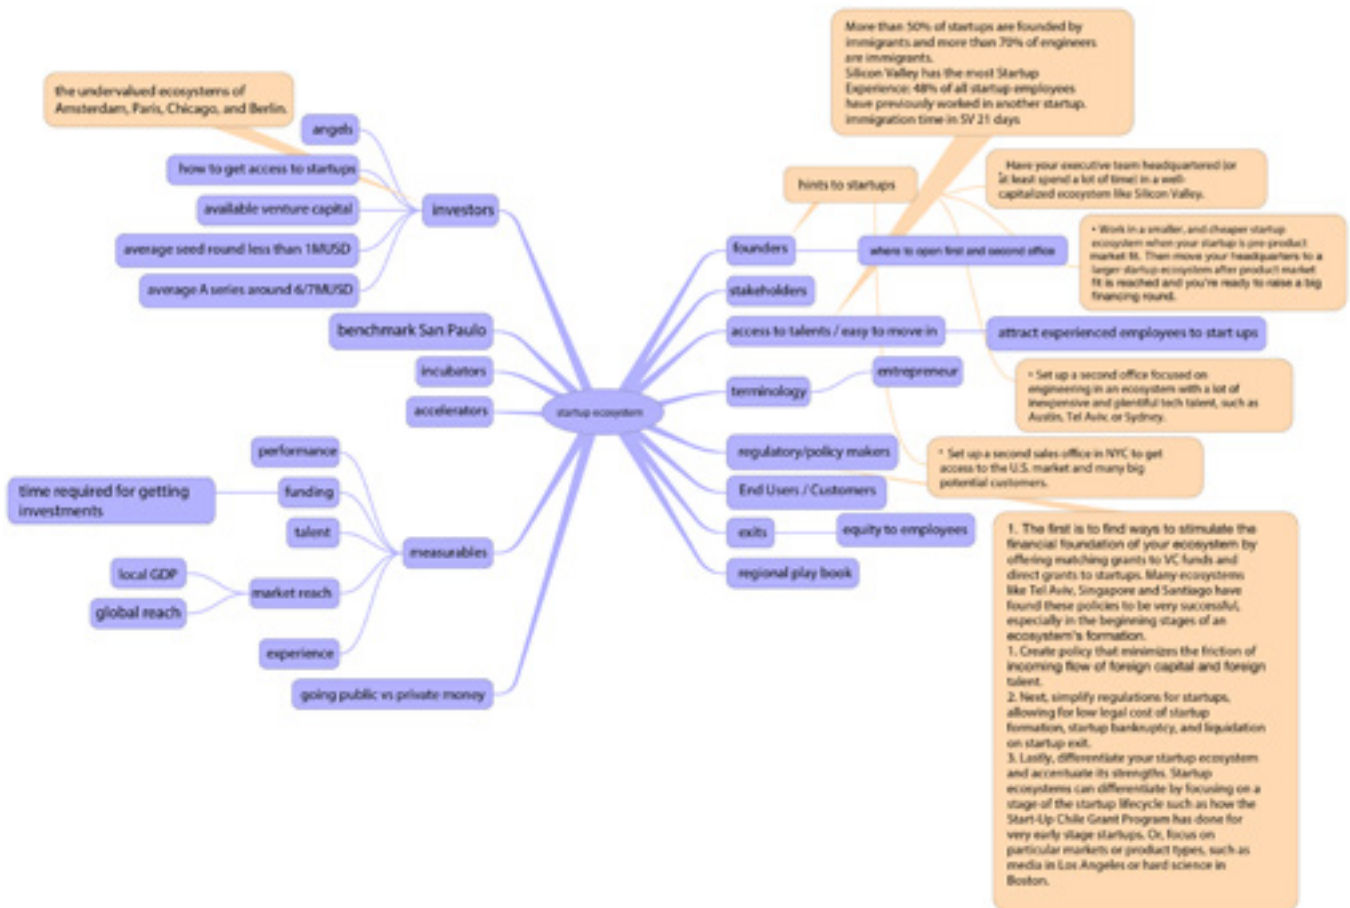 More than 50% of startups are founded by
immigrants and more than 70% of engineers
are immigrants.
Silicon Valley has the most Startup
Experience: 48% of all startup employees
have previously worked in another startup.
immigration time in SV 21 days
the undervalued ecosystems of
Amsterdam, Paris, Chicago, and Berlin.
angels
how to get access to startups
available venture capital
average seed round less than 1MUSD
average A series around 6/7MUSD
investors
benchmark San Paulo
incubators
accelerators
startup ecosystem
performance
time required for getting
investments
funding
talent
measurables
local GDP
global reach
market reach
experience
going public vs private money
hints to startups
Have your executive team headquartered (or
at least spend a lot of time) in a well-
capitalized ecosystem like Silicon Valley.
founders
where to open first and second office
• Work in a smaller, and cheaper startup
ecosystem when your startup is pre-product
market fit. Then move your headquarters to a
larger startup ecosystem after product market
fit is reached and you're ready to raise a big
financing round.
stakeholders
access to talents / easy to move in
attract experienced employees to start ups
terminology
entrepreneur
• Set up a second office focused on
engineering in an ecosystem with a lot of
inexpensive and plentiful tech talent, such as
Austin, Tel Aviv, or Sydney.
regulatory/policy makers
• Set up a second sales office in NYC to get
access to the U.S. market and many big
potential customers.
End Users / Customers
exits
equity to employees
regional play book
1. The first is to find ways to stimulate the
financial foundation of your ecosystem by
offering matching grants to VC funds and
direct grants to startups. Many ecosystems
like Tel Aviv, Singapore and Santiago have
found these policies to be very successful,
especially in the beginning stages of an
ecosystem's formation.
1. Create policy that minimizes the friction of
incoming flow of foreign capital and foreign
talent.
2. Next, simplify regulations for startups,
allowing for low legal cost of startup
formation, startup bankruptcy, and liquidation
on startup exit.
3. Lastly, differentiate your startup ecosystem
and accentuate its strengths. Startup
ecosystems can differentiate by focusing on a
stage of the startup lifecycle such as how the
Start-Up Chile Grant Program has done for
very early stage startups. Or, focus on
particular markets or product types, such as
media in Los Angeles or hard science in
Boston.